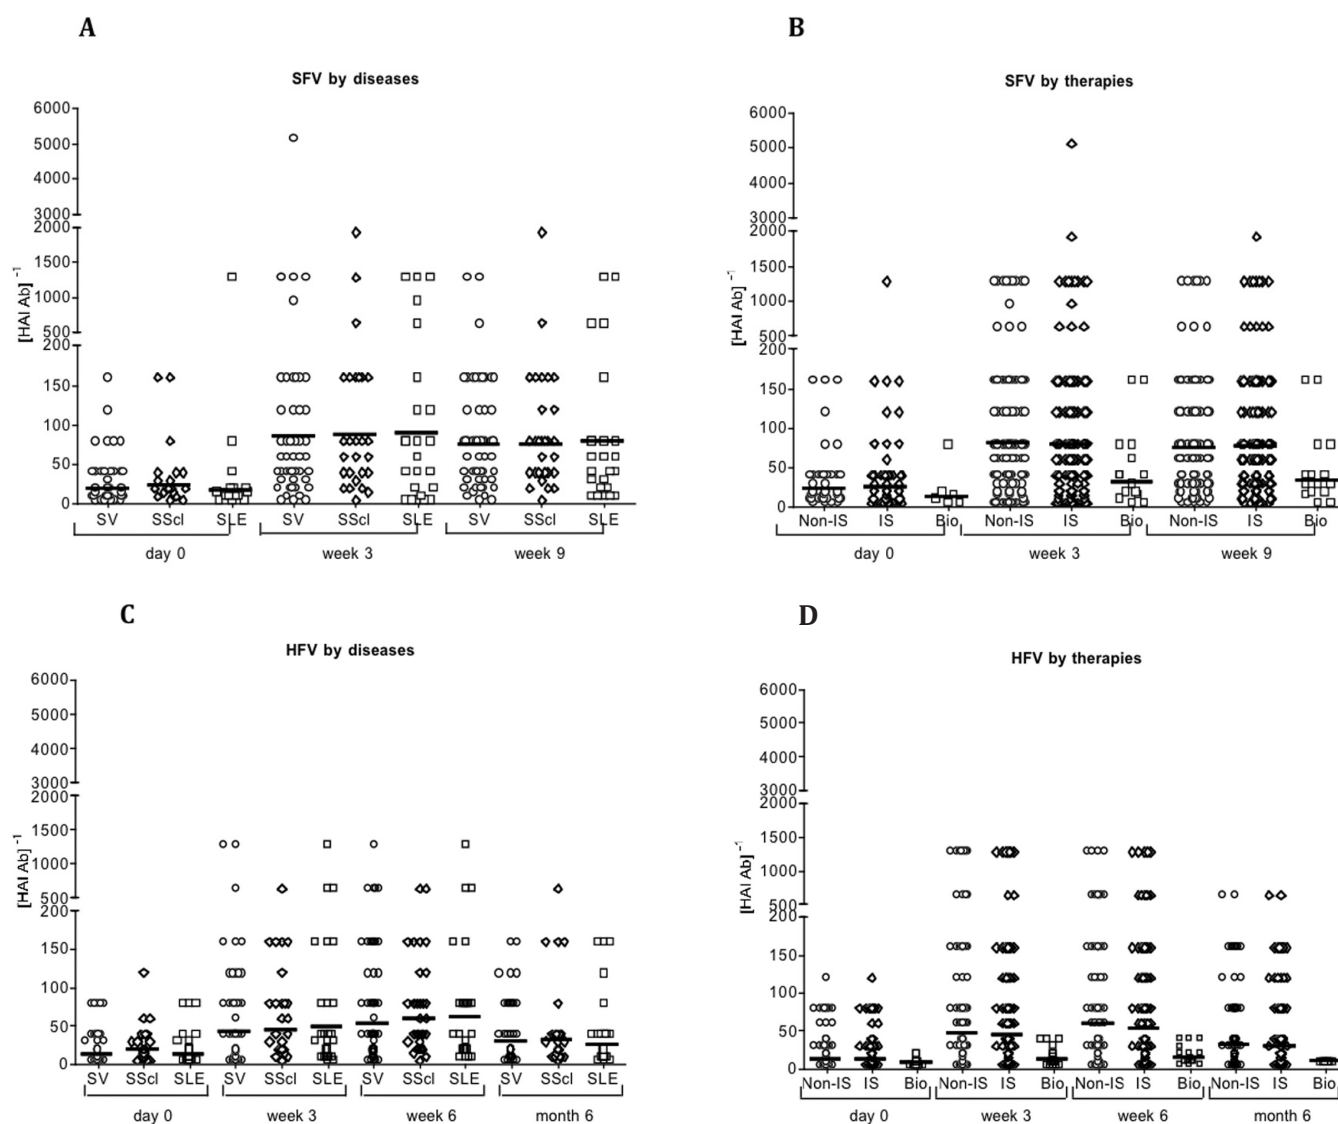 A
SFV by diseases
[HAI Ab] -1
6000
5000
4000
3000
2000
1500
1000
500
200
150
100
50
0
SV SScl SLE SV SScl SLE SV SScl SLE
day 0 week 3 week 9
B
SFV by therapies
[HAI Ab] -1
6000
5000
4000
3000
2000
1500
1000
500
200
150
100
50
0
Non-IS IS Bio Non-IS IS Bio Non-IS IS Bio
day 0 week 3 week 9
C
HFV by diseases
[HAI Ab] -1
6000
5000
4000
3000
2000
1500
1000
500
200
150
100
50
0
SV SScl SLE SV SScl SLE SV SScl SLE SV SScl SLE
day 0 week 3 week 6 month 6
D
HFV by therapies
[HAI Ab] -1
6000
5000
4000
3000
2000
1500
1000
500
200
150
100
50
0
Non-IS IS Bio Non-IS IS Bio Non-IS IS Bio Non-IS IS Bio
day 0 week 3 week 6 month 6